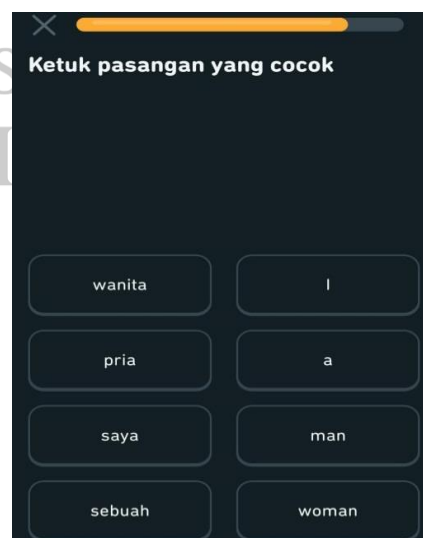 Ketuk pasangan yang cocok
wanita I
pria a
saya man
sebuah woman